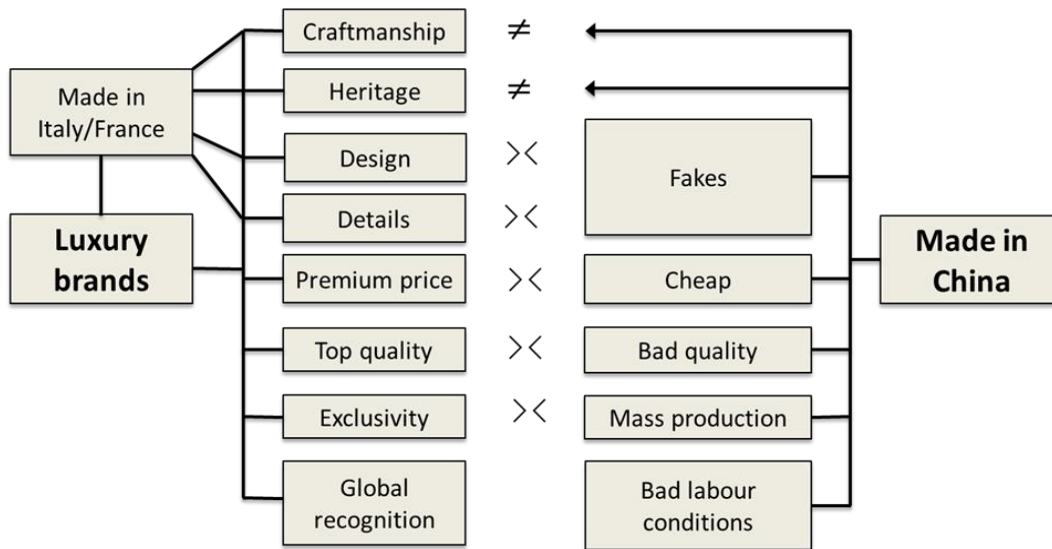 Craftmanship ≠
Heritage ≠
Made in
Italy/France
Design ><
Fakes
Details ><
Luxury
brands
Made in
China
Premium price >< Cheap
Top quality >< Bad quality
Exclusivity >< Mass production
Global
recognition
Bad labour
conditions